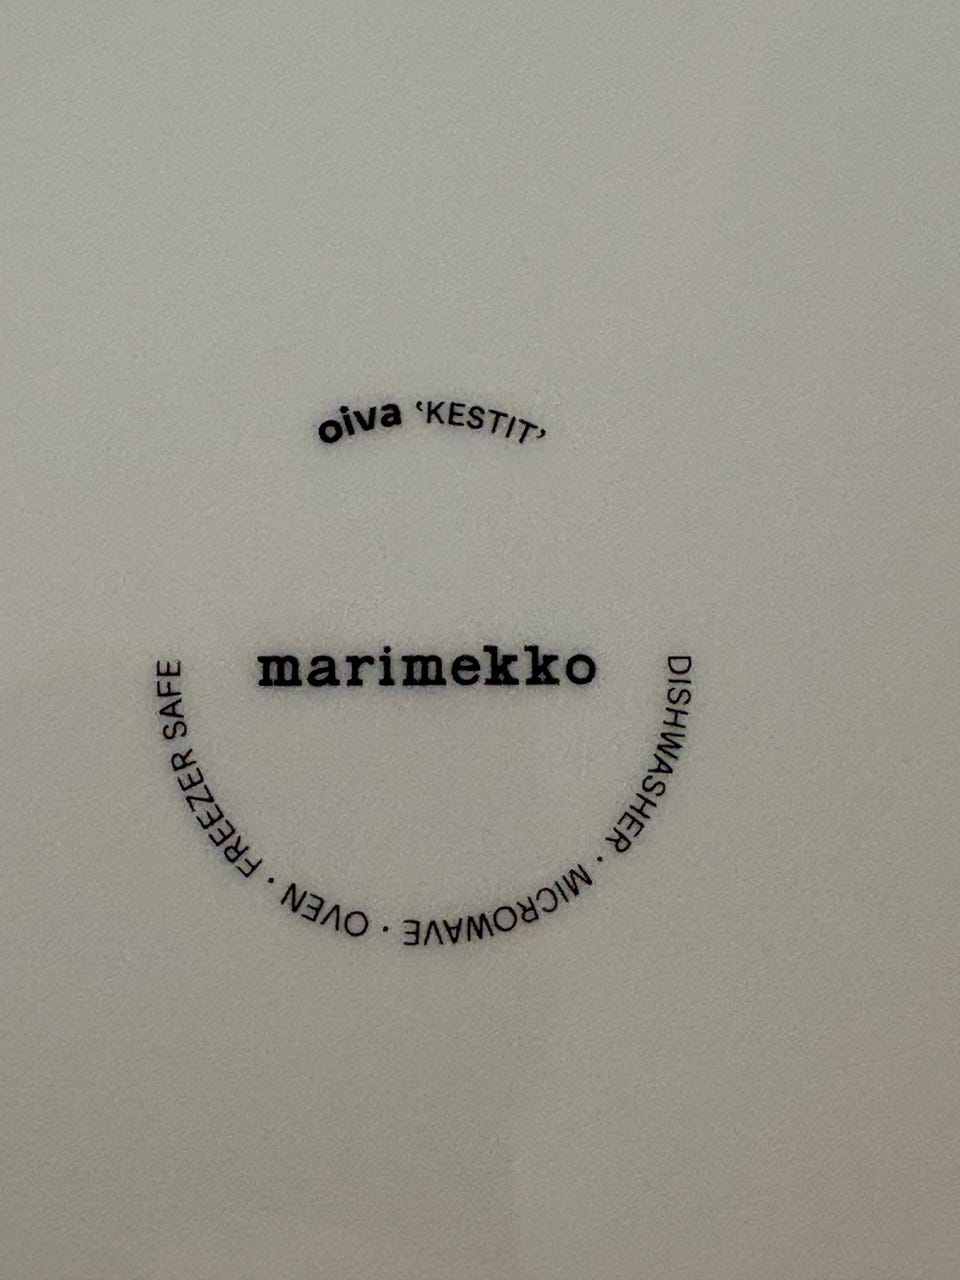 oiva ‘KESTIT’
marimekko
DISHWASHER · MICROWAVE · OVEN · FREEZER SAFE